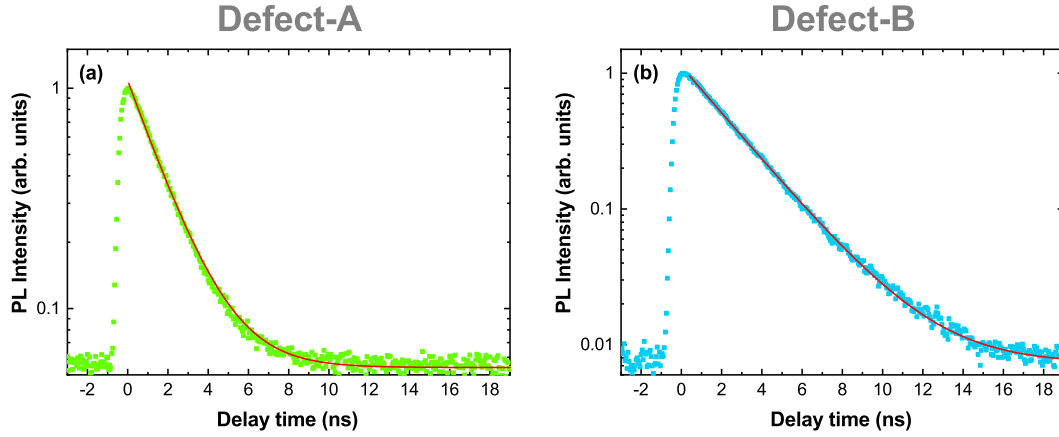 Defect-A
Defect-B
(a)
1
0.1
PL Intensity (arb. units)
-2 0 2 4 6 8 10 12 14 16 18
Delay time (ns)
(b)
1
0.1
0.01
PL Intensity (arb. units)
-2 0 2 4 6 8 10 12 14 16 18
Delay time (ns)